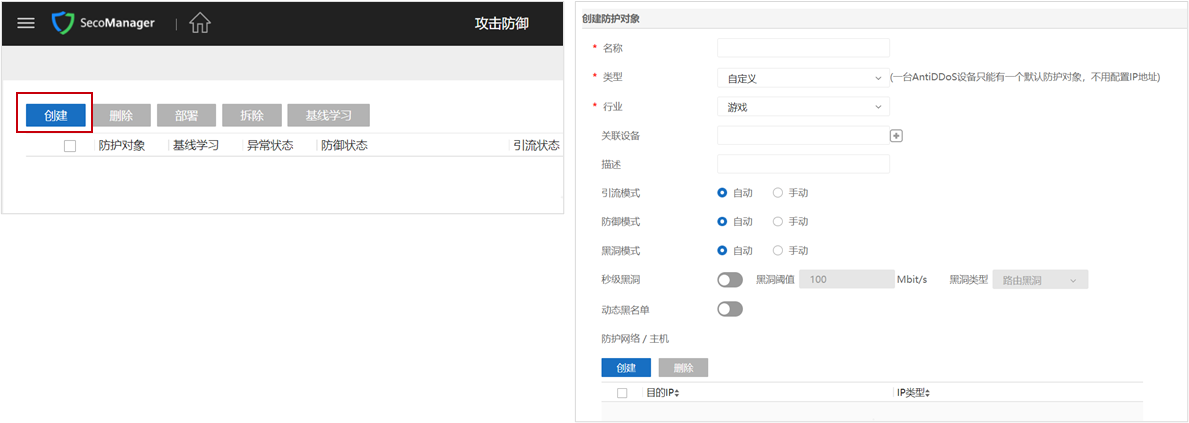 SecoManager
攻击防御
创建 删除 部署 拆除 基线学习
防护对象 基线学习 异常状态 防御状态 引流状态
创建防护对象
* 名称
* 类型 自定义 (一台AntiDDoS设备只能有一个默认防护对象，不用配置IP地址)
* 行业 游戏
关联设备
描述
引流模式 自动 手动
防御模式 自动 手动
黑洞模式 自动 手动
秒级黑洞 黑洞阈值 100 Mbit/s 黑洞类型 路由黑洞
动态黑名单
防护网络 / 主机
创建 删除
目的IP IP类型